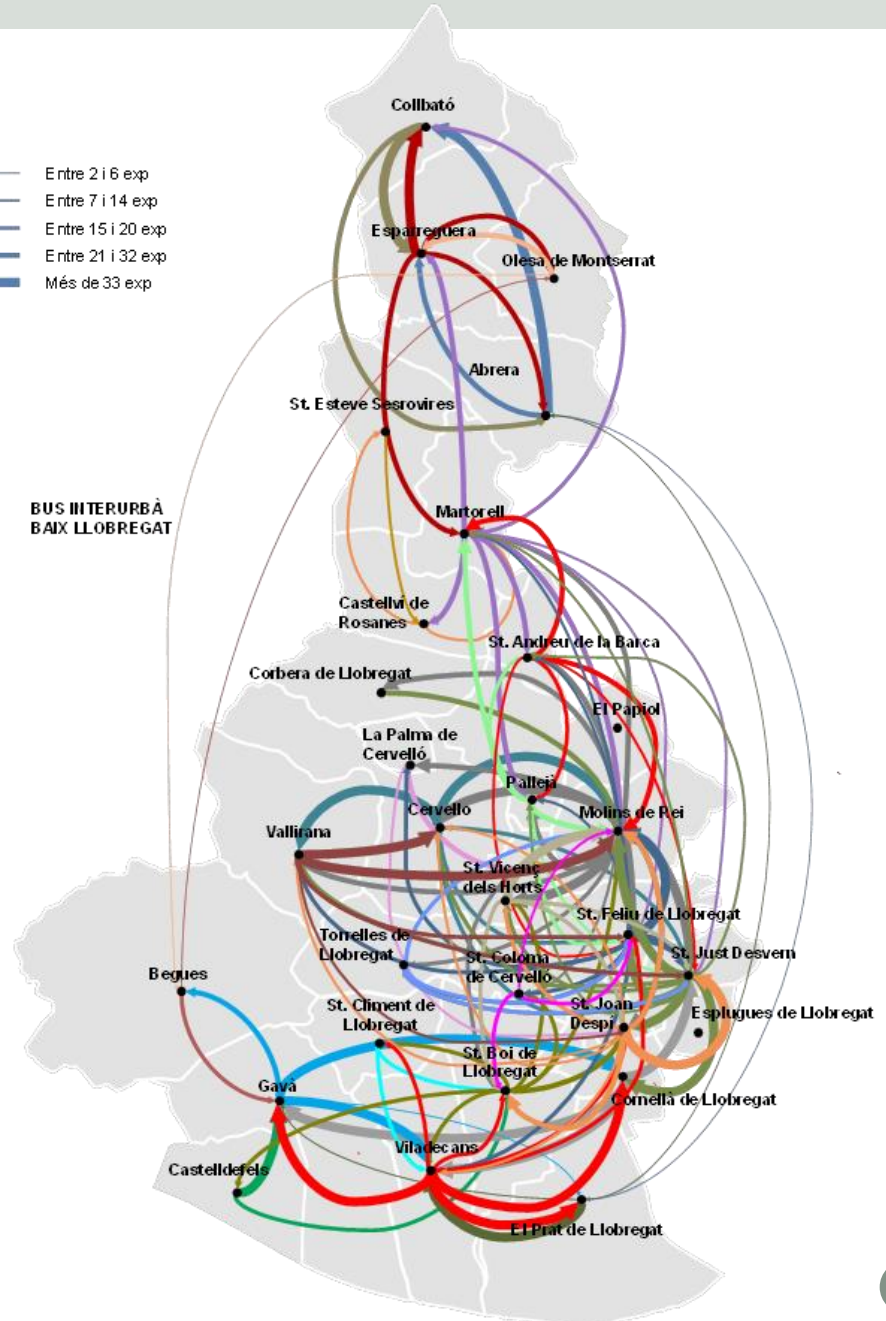 Collbató
Entre 2 i 6 exp
Entre 7 i 14 exp
Entre 15 i 20 exp
Entre 21 i 32 exp
Més de 33 exp
Esparreguera
Olesa de Montserrat
Abrera
St. Esteve Sesrovires
BUS INTERURBÀ
BAIX LLOBREGAT
Martorell
Castellví de
Rosanes
St. Andreu de la Barca
Corbera de Llobregat
El Papiol
La Palma de
Cervelló
Pallejà
Cervello
Molins de Rei
Vallirana
St. Vicenç
dels Horts
St. Feliu de Llobregat
Torrelles de
Llobregat
St. Coloma
de Cervelló
St. Just Desvern
Begues
St. Climent de
Llobregat
St. Joan
Despí
Esplugues de Llobregat
St. Boi de
Llobregat
Gavà
Cornellà de Llobregat
Viladecans
Castelldefels
El Prat de Llobregat